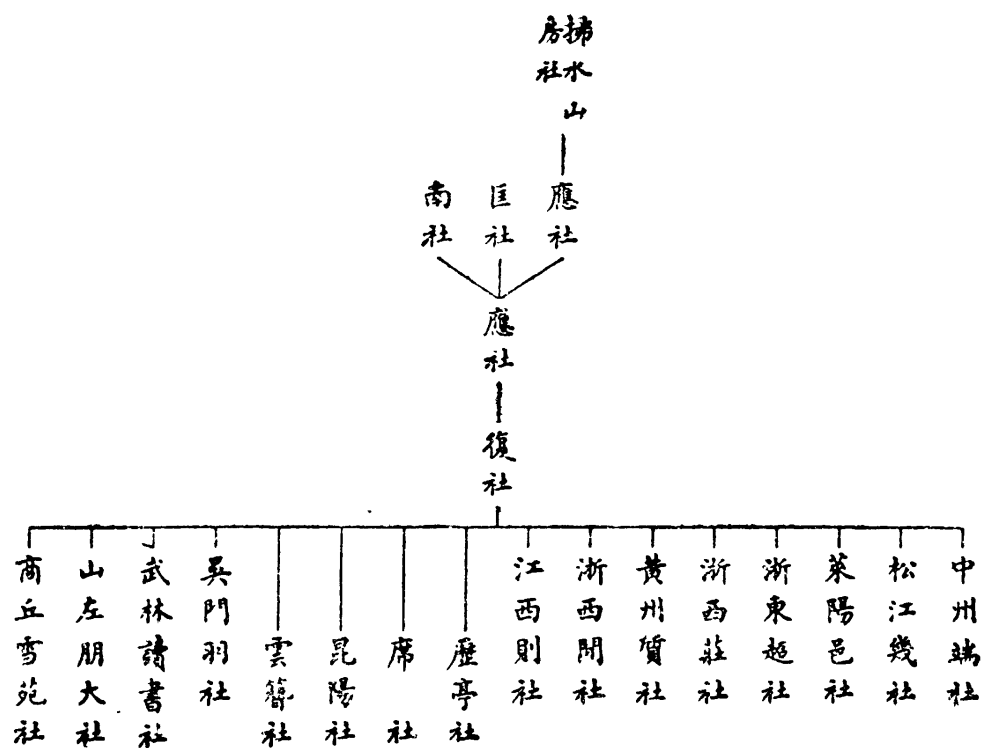 拂水山
房社
應社
匡社
南社
應社
復社
中州端社
松江幾社
萊陽邑社
浙東超社
浙西莊社
黄州質社
浙西聞社
江西則社
歷亭社
席社
昆陽社
雲簪社
吳門羽社
武林讀書社
山左朋大社
商丘雪苑社